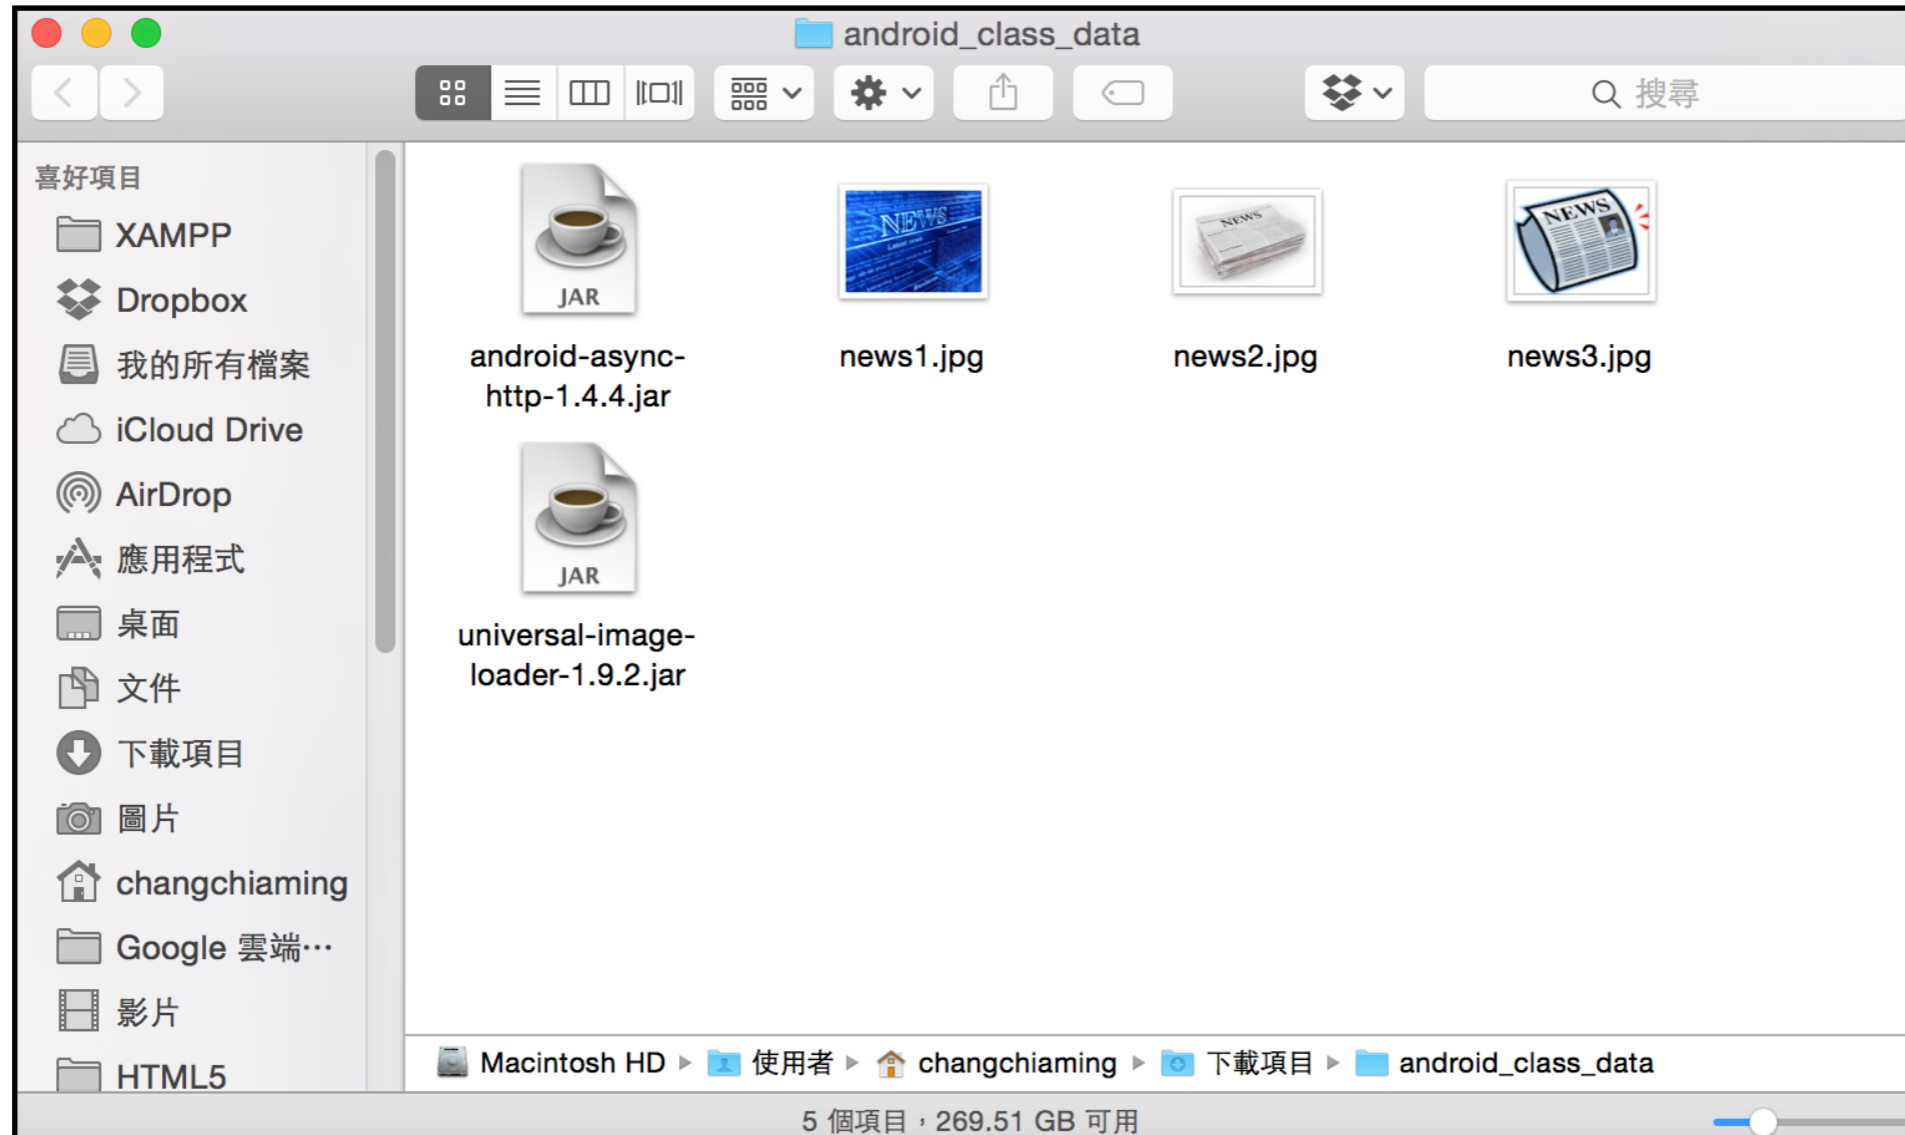 android_class_data
搜尋
喜好項目
XAMPP
Dropbox
我的所有檔案
iCloud Drive
AirDrop
應用程式
桌面
文件
下載項目
圖片
changchiaming
Google 雲端…
影片
HTML5
JAR
android-async-
http-1.4.4.jar
NEWS
Latest news
news1.jpg
NEWS
news2.jpg
NEWS
news3.jpg
JAR
universal-image-
loader-1.9.2.jar
Macintosh HD ▸ 使用者 ▸ changchiaming ▸ 下載項目 ▸ android_class_data
5 個項目，269.51 GB 可用